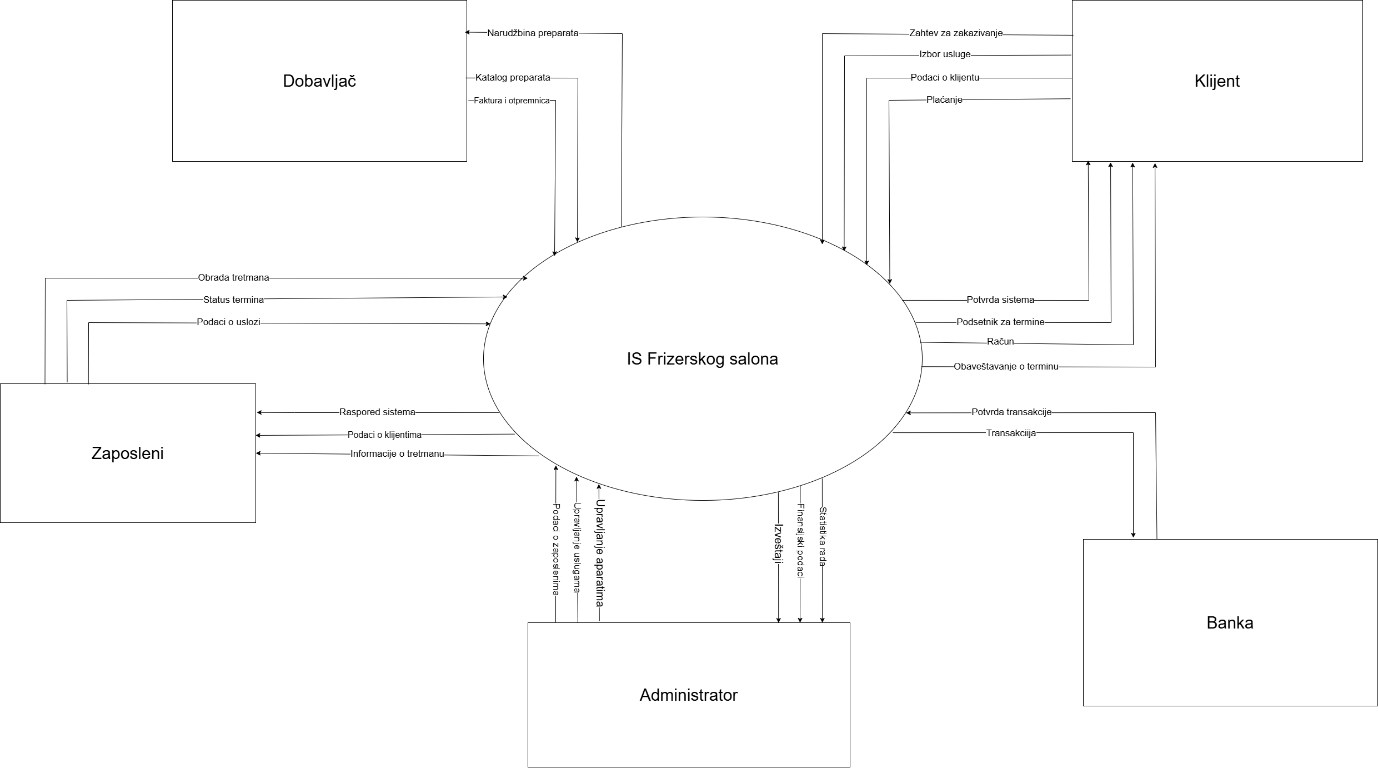 Dobavljač
Narudžbina preparata
Katalog preparata
Faktura i otpremnica
Zahtev za zakazivanje
Izbor usluge
Podaci o klijentu
Plaćanje
Klijent
Obrada tretmana
Status termina
Podaci o uslozi
IS Frizerskog salona
Potvrda sistema
Podsetnik za termine
Račun
Obaveštavanje o terminu
Zaposleni
Raspored sistema
Podaci o klijentima
Informacije o tretmanu
Potvrda transakcije
Transakciija
Podaci o zaposlenima
Upravljanje uslugama
Upravljanje aparatima
Izveštaji
Finansijski podaci
Statistika rada
Banka
Administrator